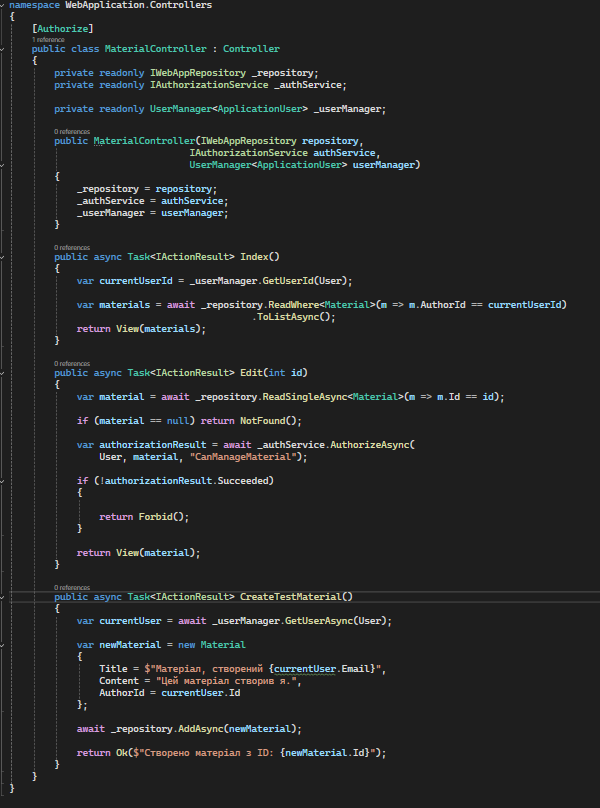 namespace WebApplication.Controllers
{
[Authorize]
1 reference
public class MaterialController : Controller
{
private readonly IWebAppRepository _repository;
private readonly IAuthorizationService _authService;
private readonly UserManager<ApplicationUser> _userManager;
0 references
public MaterialController(IWebAppRepository repository,
IAuthorizationService authService,
UserManager<ApplicationUser> userManager)
{
_repository = repository;
_authService = authService;
_userManager = userManager;
}
0 references
public async Task<IActionResult> Index()
{
var currentUserId = _userManager.GetUserId(User);
var materials = await _repository.ReadWhere<Material>(m => m.AuthorId == currentUserId)
.ToListAsync();
return View(materials);
}
0 references
public async Task<IActionResult> Edit(int id)
{
var material = await _repository.ReadSingleAsync<Material>(m => m.Id == id);
if (material == null) return NotFound();
var authorizationResult = await _authService.AuthorizeAsync(
User, material, "CanManageMaterial");
if (!authorizationResult.Succeeded)
{
return Forbid();
}
return View(material);
}
0 references
public async Task<IActionResult> CreateTestMaterial()
{
var currentUser = await _userManager.GetUserAsync(User);
var newMaterial = new Material
{
Title = $"Матеріал, створений {currentUser.Email}",
Content = "Цей матеріал створив я.",
AuthorId = currentUser.Id
};
await _repository.AddAsync(newMaterial);
return Ok($"Створено матеріал з ID: {newMaterial.Id}");
}
}
}